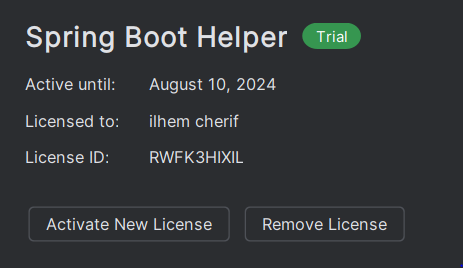 Spring Boot Helper Trial
Active until: August 10, 2024
Licensed to: ilhem cherif
License ID: RWFK3HIXIL
Activate New License Remove License